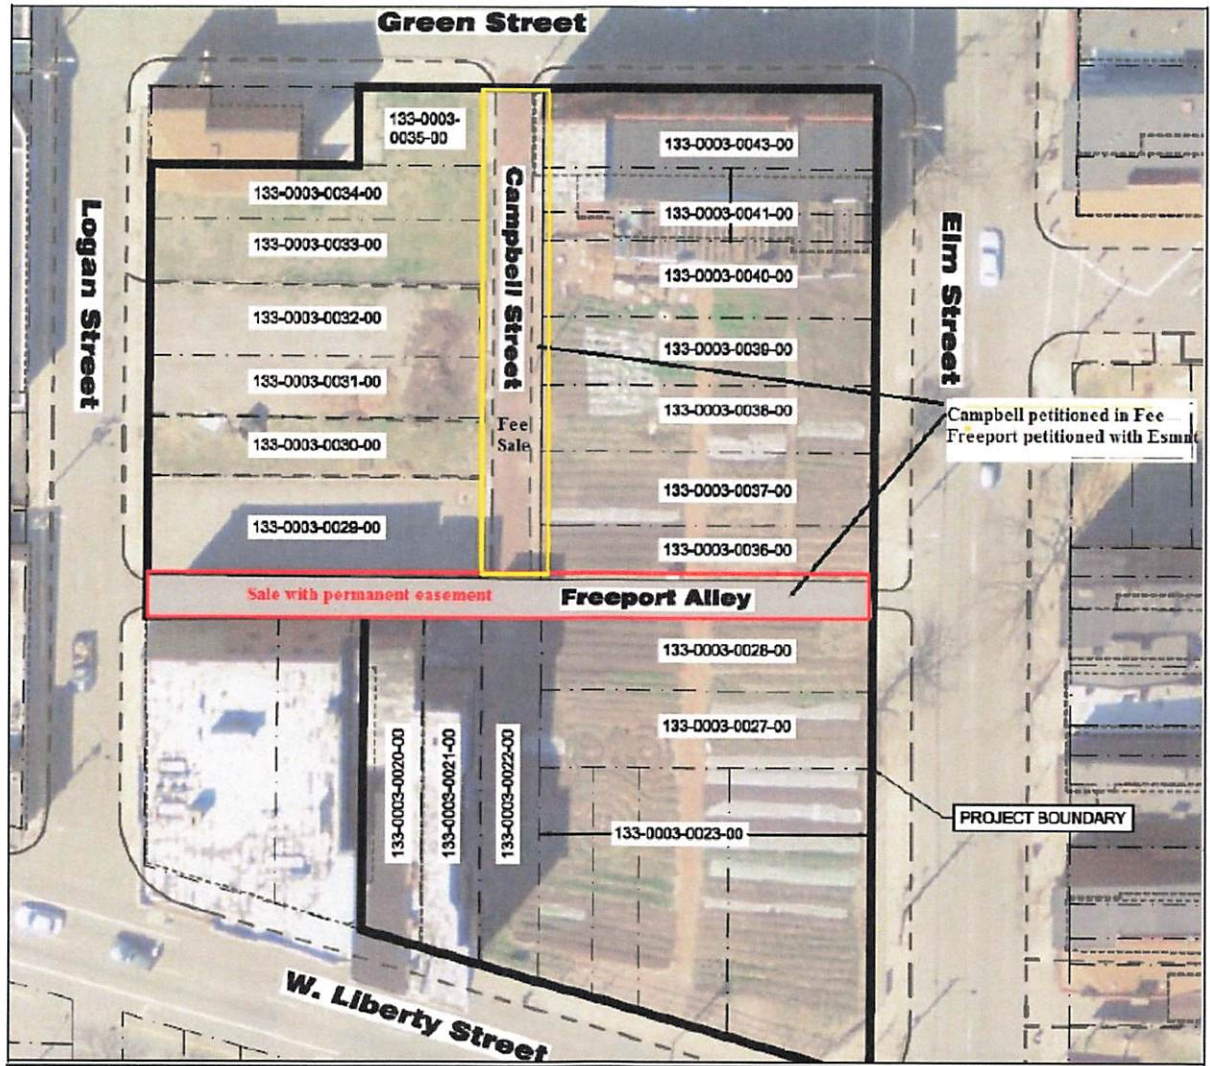 Green Street
133-0003-
0035-00
133-0003-0043-00
133-0003-0034-00
133-0003-0041-00
133-0003-0033-00
133-0003-0040-00
Campbell Street
Logan Street
Elm Street
133-0003-0032-00
133-0003-0039-00
133-0003-0031-00
133-0003-0038-00
Campbell petitioned in Fee
Freeport petitioned with Esmnt
Fee
Sale
133-0003-0030-00
133-0003-0037-00
133-0003-0029-00
133-0003-0036-00
Sale with permanent easement
Freeport Alley
133-0003-0028-00
133-0003-0027-00
133-0003-0020-00
133-0003-0021-00
133-0003-0022-00
133-0003-0023-00
PROJECT BOUNDARY
W. Liberty Street